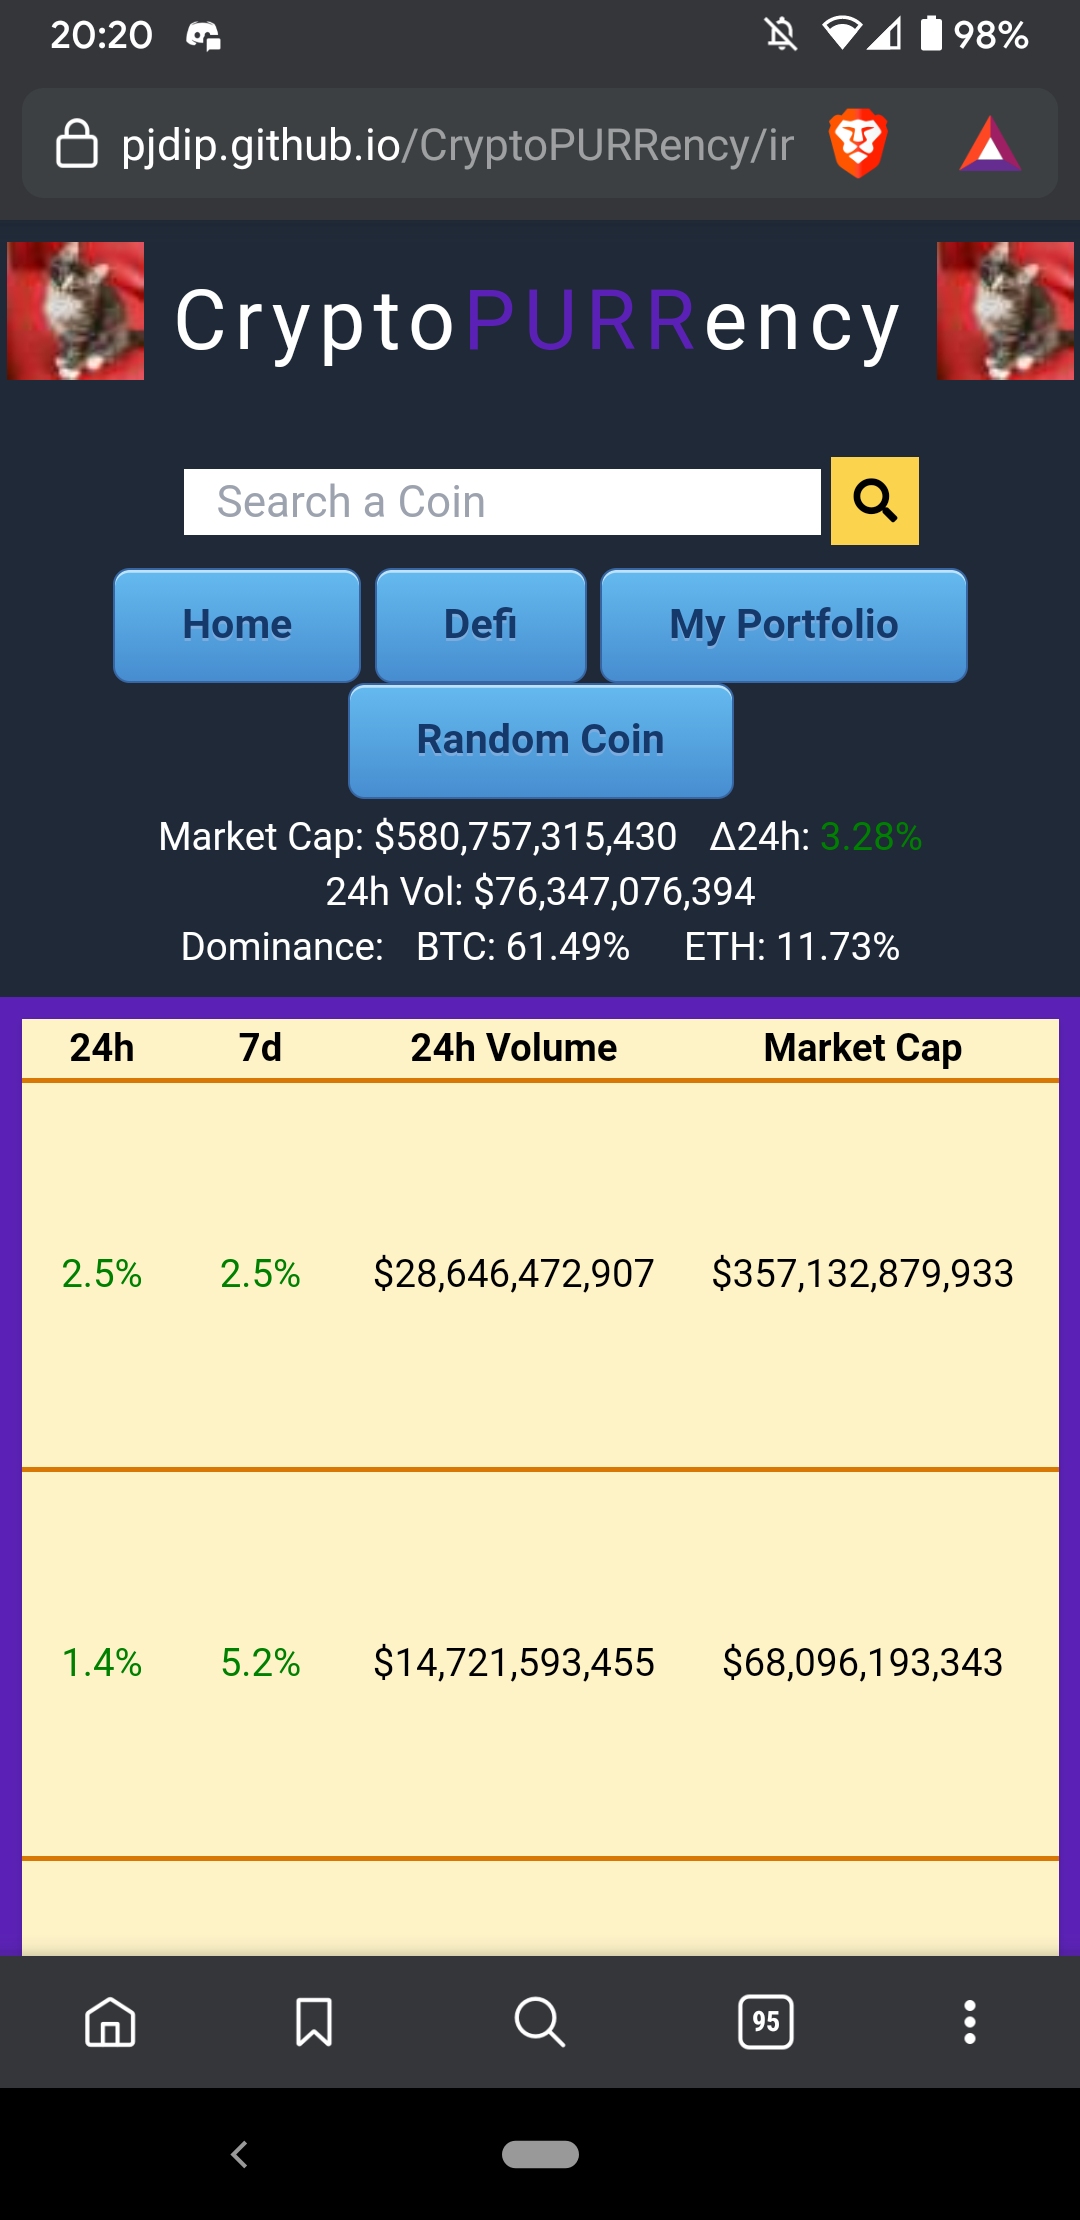 20:20 98%
pjdip.github.io/CryptoPURRency/ir
CryptoPURRency
Search a Coin
Home Defi My Portfolio
Random Coin
Market Cap: $580,757,315,430 Δ24h: 3.28%
24h Vol: $76,347,076,394
Dominance: BTC: 61.49% ETH: 11.73%
24h 7d 24h Volume Market Cap
2.5% 2.5% $28,646,472,907 $357,132,879,933
1.4% 5.2% $14,721,593,455 $68,096,193,343
95